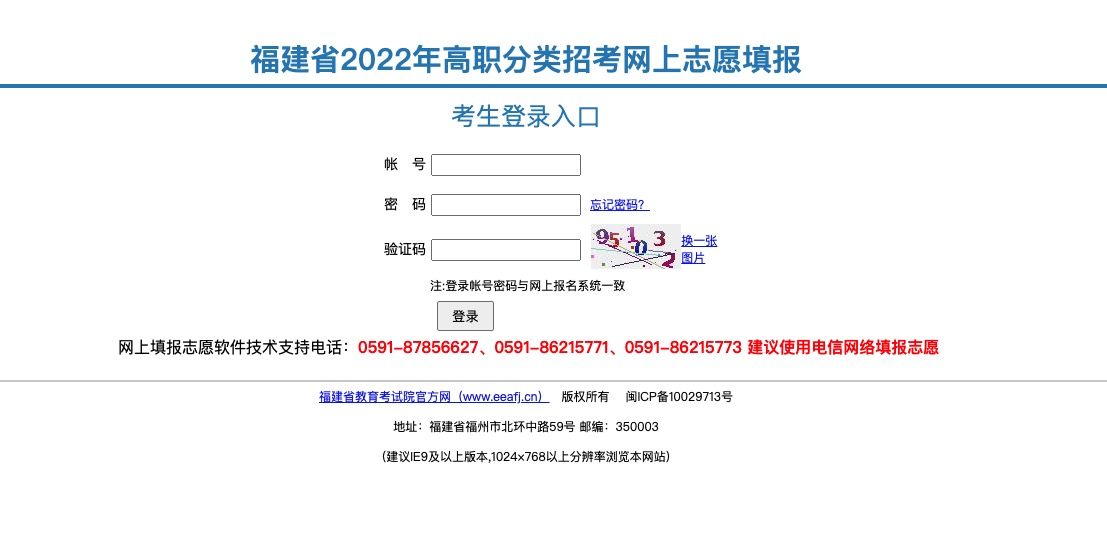 福建省2022年高职分类招考网上志愿填报
考生登录入口
帐 号
密 码 忘记密码？
验证码 951032 换一张
图片
注:登录帐号密码与网上报名系统一致
登录
网上填报志愿软件技术支持电话：0591-87856627、0591-86215771、0591-86215773 建议使用电信网络填报志愿
福建省教育考试院官方网（www.eeafj.cn） 版权所有 闽ICP备10029713号
地址：福建省福州市北环中路59号 邮编：350003
（建议IE9及以上版本,1024×768以上分辨率浏览本网站）